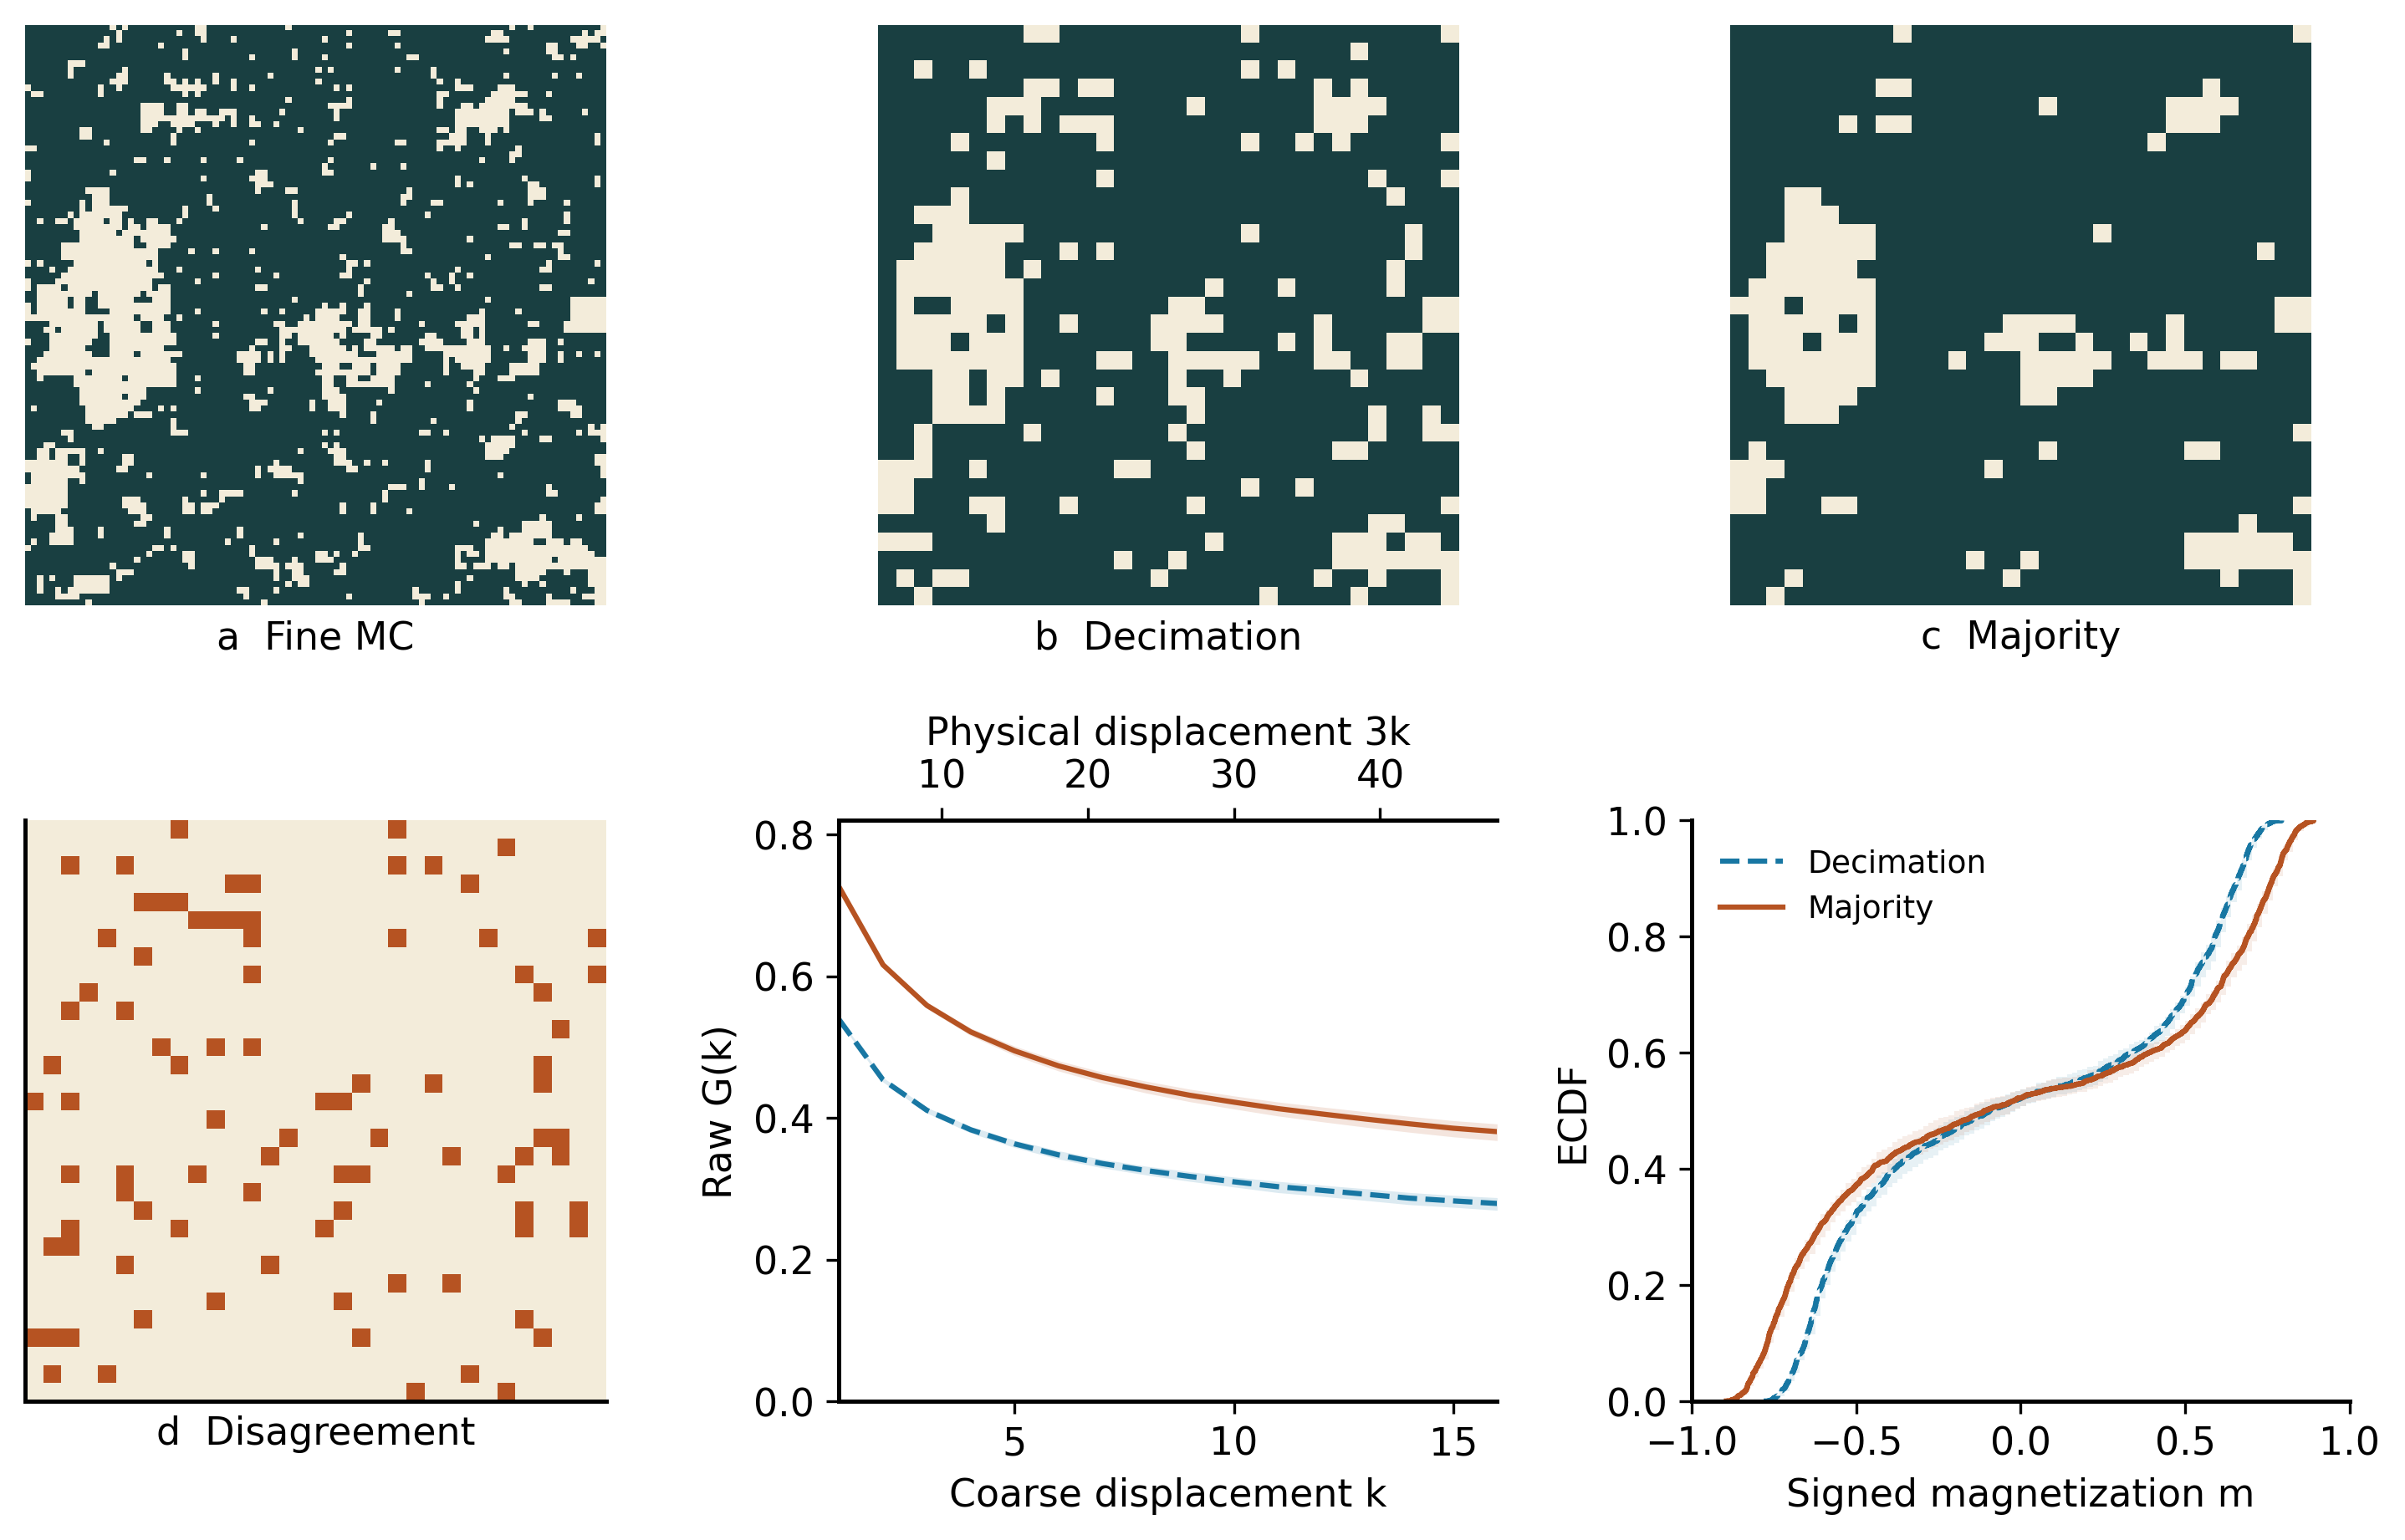 a  Fine MC
b  Decimation
c  Majority
d  Disagreement
Physical displacement 3k
10 20 30 40
Raw G(k)
0.8
0.6
0.4
0.2
0.0
5 10 15
Coarse displacement k
ECDF
1.0
0.8
0.6
0.4
0.2
0.0
Decimation
Majority
−1.0 −0.5 0.0 0.5 1.0
Signed magnetization m